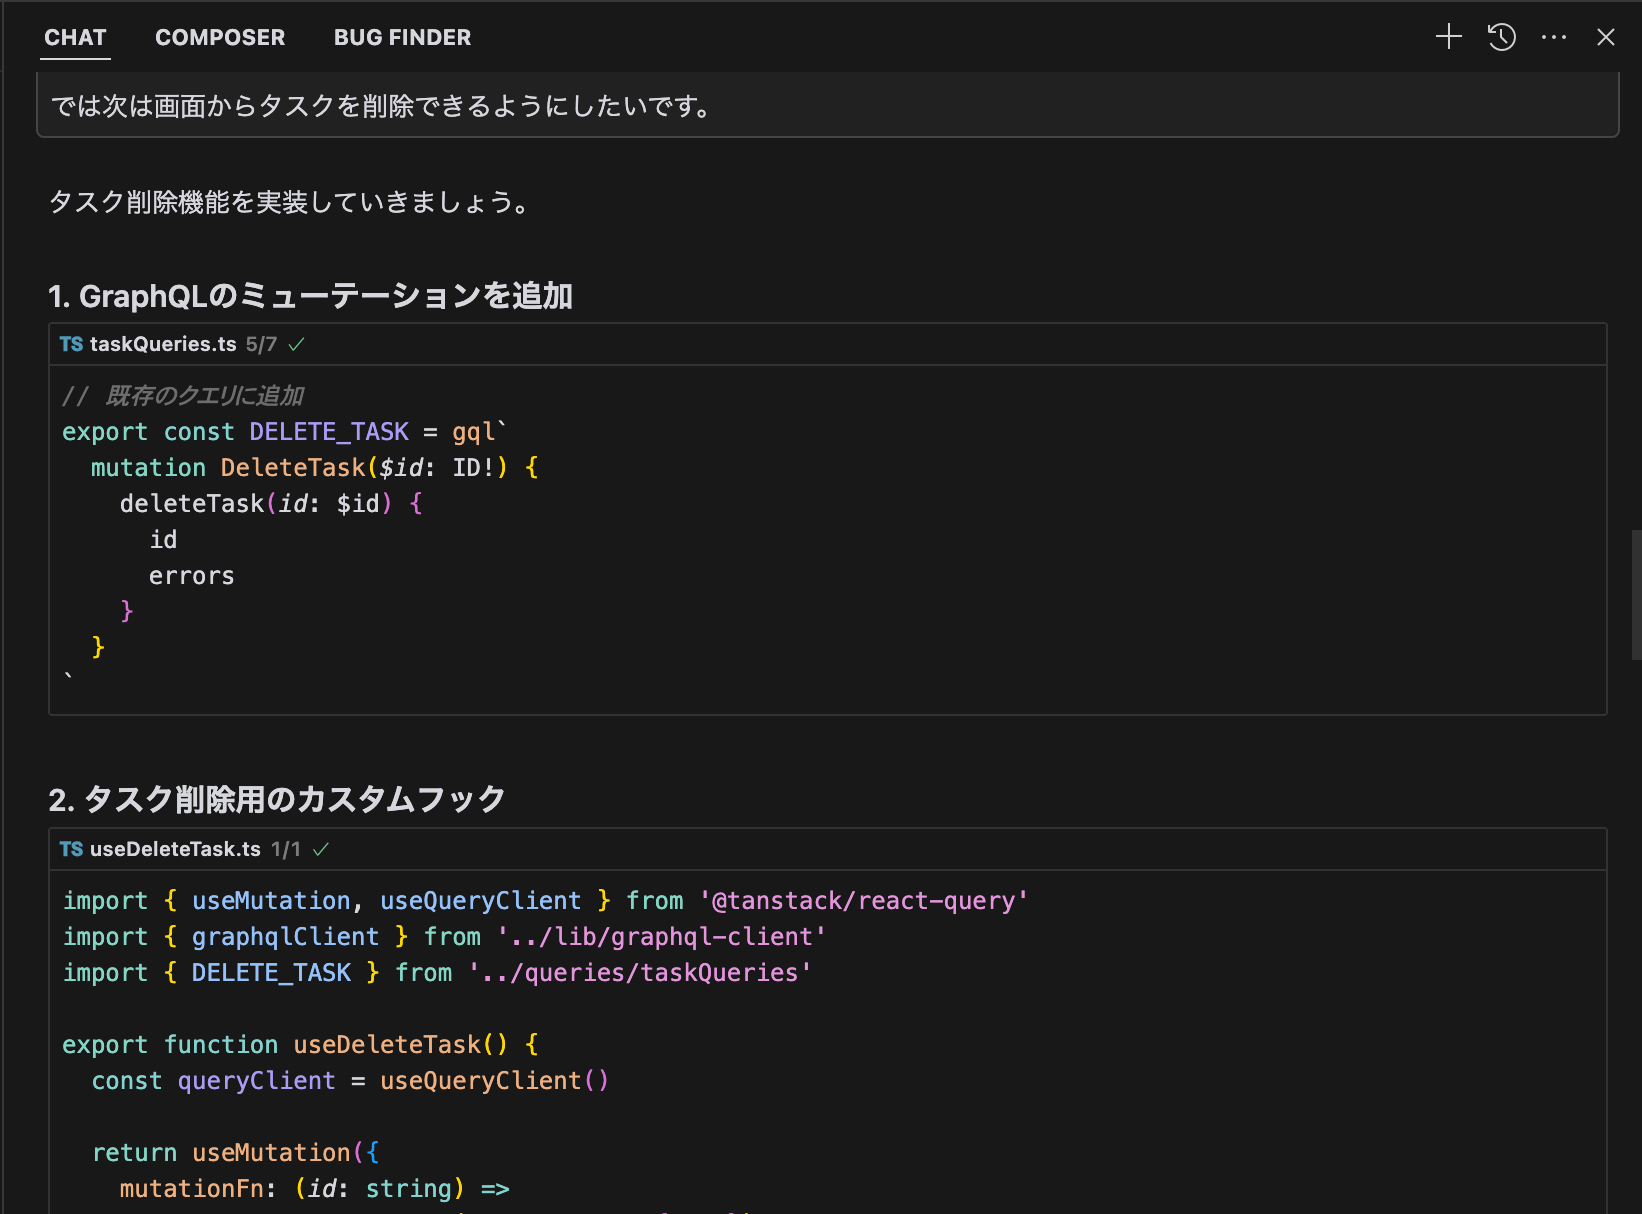 CHAT COMPOSER BUG FINDER
では次は画面からタスクを削除できるようにしたいです。
タスク削除機能を実装していきましょう。
1. GraphQLのミューテーションを追加
TS taskQueries.ts 5/7
// 既存のクエリに追加
export const DELETE_TASK = gql`
  mutation DeleteTask($id: ID!) {
    deleteTask(id: $id) {
      id
      errors
    }
  }
`
2. タスク削除用のカスタムフック
TS useDeleteTask.ts 1/1
import { useMutation, useQueryClient } from '@tanstack/react-query'
import { graphqlClient } from '../lib/graphql-client'
import { DELETE_TASK } from '../queries/taskQueries'
export function useDeleteTask() {
  const queryClient = useQueryClient()
  return useMutation({
    mutationFn: (id: string) =>